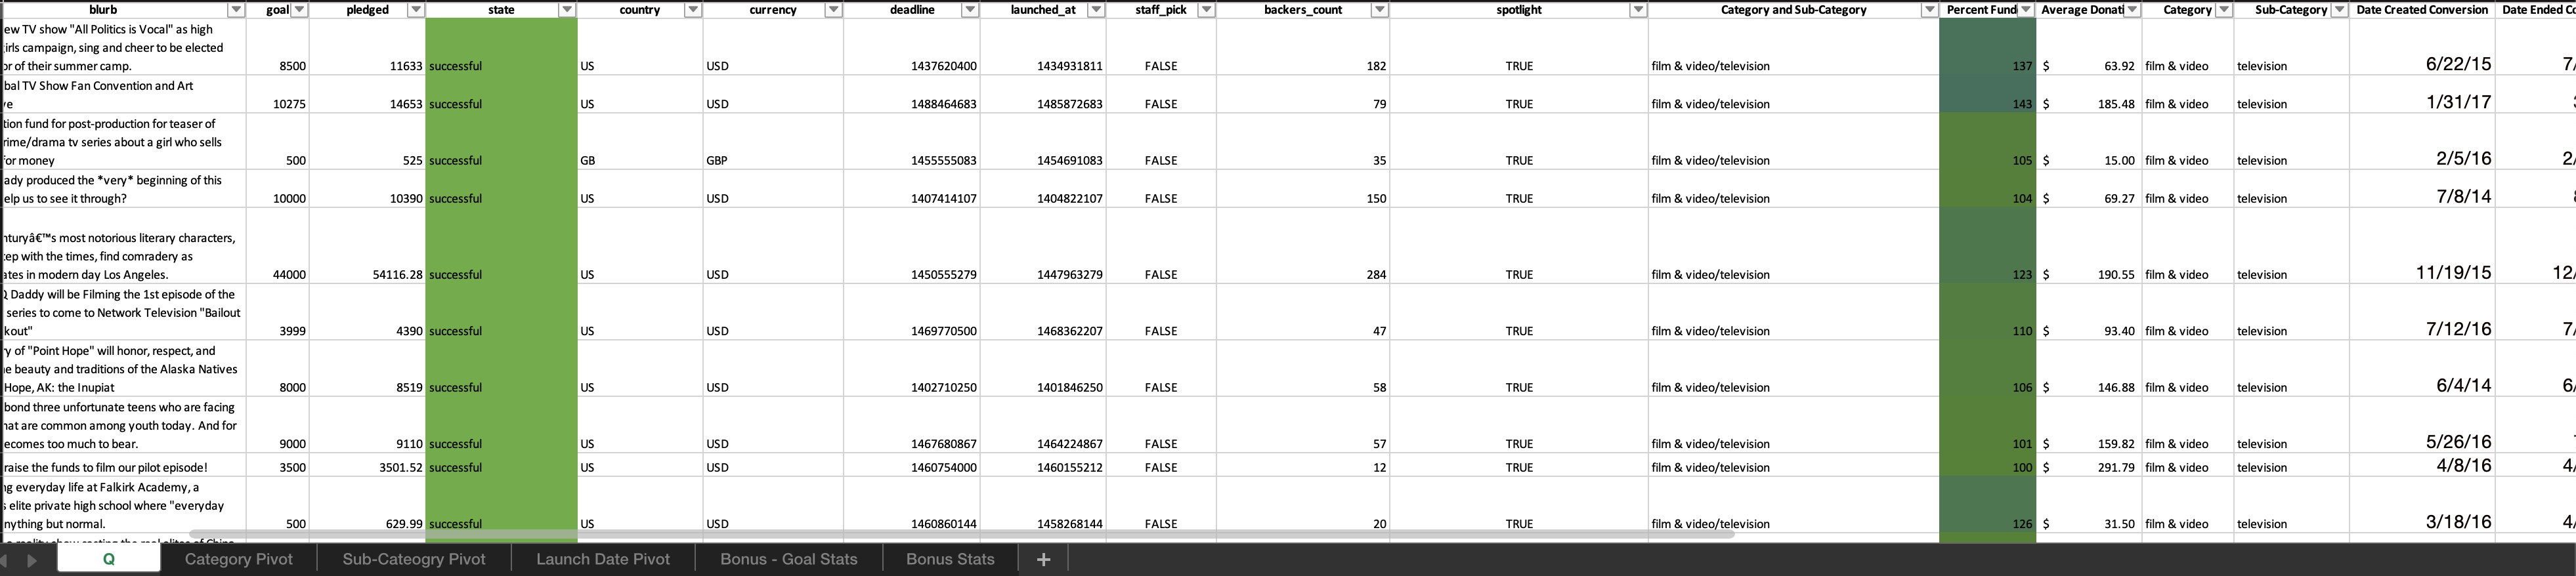 blurb goal pledged state country currency deadline launched_at staff_pick backers_count spotlight Category and Sub-Category Percent Fund Average Donati Category Sub-Category Date Created Conversion Date Ended Co
ew TV show "All Politics is Vocal" as high
irls campaign, sing and cheer to be elected
or of their summer camp. 8500 11633 successful US USD 1437620400 1434931811 FALSE 182 TRUE film & video/television 137 $ 63.92 film & video television 6/22/15 7/
bal TV Show Fan Convention and Art
ve 10275 14653 successful US USD 1488464683 1485872683 FALSE 79 TRUE film & video/television 143 $ 185.48 film & video television 1/31/17
tion fund for post-production for teaser of
rime/drama tv series about a girl who sells
for money 500 525 successful GB GBP 1455555083 1454691083 FALSE 35 TRUE film & video/television 105 $ 15.00 film & video television 2/5/16 2/
ady produced the *very* beginning of this
elp us to see it through? 10000 10390 successful US USD 1407414107 1404822107 FALSE 150 TRUE film & video/television 104 $ 69.27 film & video television 7/8/14
nturyâ€™s most notorious literary characters,
tep with the times, find comradery as
ates in modern day Los Angeles. 44000 54116.28 successful US USD 1450555279 1447963279 FALSE 284 TRUE film & video/television 123 $ 190.55 film & video television 11/19/15 12/
Q Daddy will be Filming the 1st episode of the
series to come to Network Television "Bailout
kout" 3999 4390 successful US USD 1469770500 1468362207 FALSE 47 TRUE film & video/television 110 $ 93.40 film & video television 7/12/16 7/
ry of "Point Hope" will honor, respect, and
e beauty and traditions of the Alaska Natives
Hope, AK: the Inupiat 8000 8519 successful US USD 1402710250 1401846250 FALSE 58 TRUE film & video/television 106 $ 146.88 film & video television 6/4/14 6/
bond three unfortunate teens who are facing
hat are common among youth today. And for
ecomes too much to bear. 9000 9110 successful US USD 1467680867 1464224867 FALSE 57 TRUE film & video/television 101 $ 159.82 film & video television 5/26/16
raise the funds to film our pilot episode! 3500 3501.52 successful US USD 1460754000 1460155212 FALSE 12 TRUE film & video/television 100 $ 291.79 film & video television 4/8/16 4/
ng everyday life at Falkirk Academy, a
s elite private high school where "everyday
nything but normal. 500 629.99 successful US USD 1460860144 1458268144 FALSE 20 TRUE film & video/television 126 $ 31.50 film & video television 3/18/16 4/
Q Category Pivot Sub-Cateogry Pivot Launch Date Pivot Bonus - Goal Stats Bonus Stats +